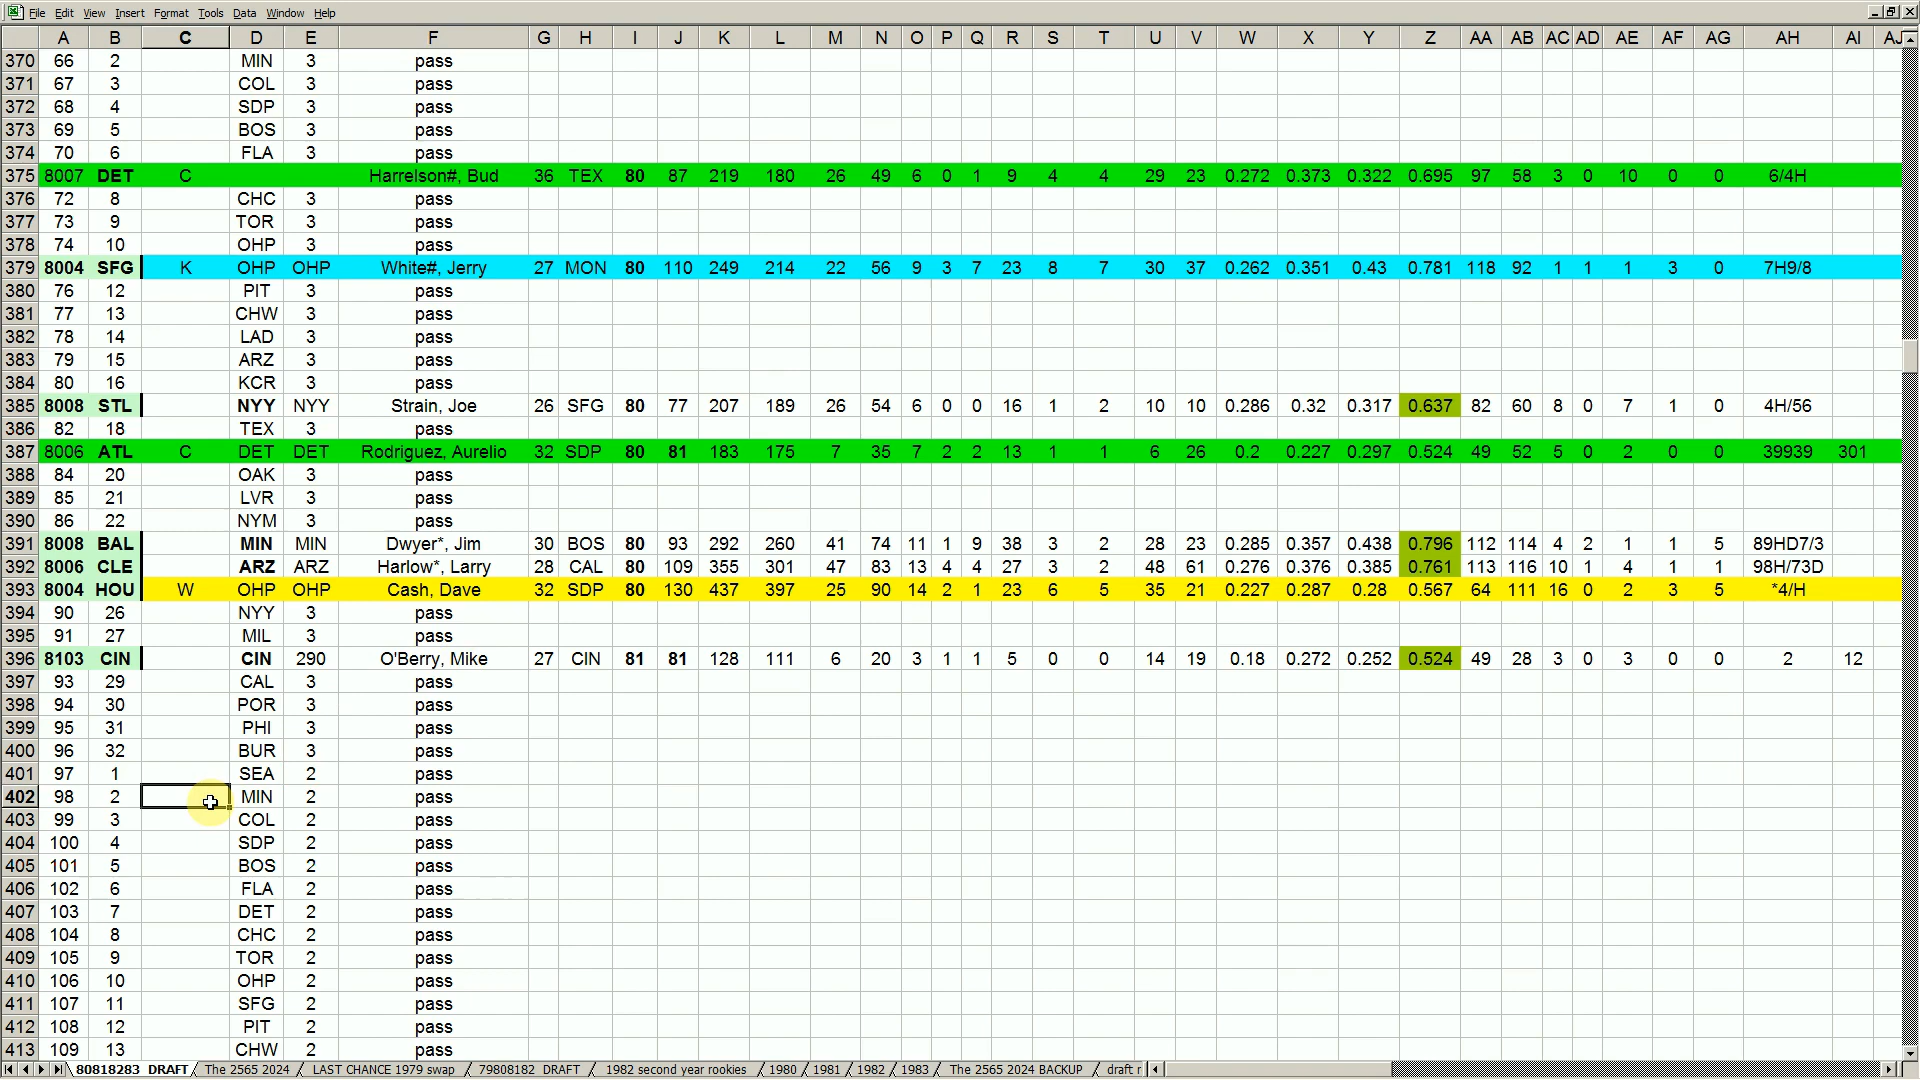 File Edit View Insert Format Tools Data Window Help
A B C D E F G H I J K L M N O P Q R S T U V W X Y Z AA AB AC AD AE AF AG AH AI AJ
370 66 2 MIN 3 pass
371 67 3 COL 3 pass
372 68 4 SDP 3 pass
373 69 5 BOS 3 pass
374 70 6 FLA 3 pass
375 8007 DET C Harrelson#, Bud 36 TEX 80 87 219 180 26 49 6 0 1 9 4 4 29 23 0.272 0.373 0.322 0.695 97 58 3 0 10 0 0 6/4H
376 72 8 CHC 3 pass
377 73 9 TOR 3 pass
378 74 10 OHP 3 pass
379 8004 SFG K OHP OHP White#, Jerry 27 MON 80 110 249 214 22 56 9 3 7 23 8 7 30 37 0.262 0.351 0.43 0.781 118 92 1 1 1 3 0 7H9/8
380 76 12 PIT 3 pass
381 77 13 CHW 3 pass
382 78 14 LAD 3 pass
383 79 15 ARZ 3 pass
384 80 16 KCR 3 pass
385 8008 STL NYY NYY Strain, Joe 26 SFG 80 77 207 189 26 54 6 0 0 16 1 2 10 10 0.286 0.32 0.317 0.637 82 60 8 0 7 1 0 4H/56
386 82 18 TEX 3 pass
387 8006 ATL C DET DET Rodriguez, Aurelio 32 SDP 80 81 183 175 7 35 7 2 2 13 1 1 6 26 0.2 0.227 0.297 0.524 49 52 5 0 2 0 0 39939 301
388 84 20 OAK 3 pass
389 85 21 LVR 3 pass
390 86 22 NYM 3 pass
391 8008 BAL MIN MIN Dwyer*, Jim 30 BOS 80 93 292 260 41 74 11 1 9 38 3 2 28 23 0.285 0.357 0.438 0.796 112 114 4 2 1 1 5 89HD7/3
392 8006 CLE ARZ ARZ Harlow*, Larry 28 CAL 80 109 355 301 47 83 13 4 4 27 3 2 48 61 0.276 0.376 0.385 0.761 113 116 10 1 4 1 1 98H/73D
393 8004 HOU W OHP OHP Cash, Dave 32 SDP 80 130 437 397 25 90 14 2 1 23 6 5 35 21 0.227 0.287 0.28 0.567 64 111 16 0 2 3 5 *4/H
394 90 26 NYY 3 pass
395 91 27 MIL 3 pass
396 8103 CIN CIN 290 O'Berry, Mike 27 CIN 81 81 128 111 6 20 3 1 1 5 0 0 14 19 0.18 0.272 0.252 0.524 49 28 3 0 3 0 0 2 12
397 93 29 CAL 3 pass
398 94 30 POR 3 pass
399 95 31 PHI 3 pass
400 96 32 BUR 3 pass
401 97 1 SEA 2 pass
402 98 2 MIN 2 pass
403 99 3 COL 2 pass
404 100 4 SDP 2 pass
405 101 5 BOS 2 pass
406 102 6 FLA 2 pass
407 103 7 DET 2 pass
408 104 8 CHC 2 pass
409 105 9 TOR 2 pass
410 106 10 OHP 2 pass
411 107 11 SFG 2 pass
412 108 12 PIT 2 pass
413 109 13 CHW 2 pass
80818283 DRAFT The 2565 2024 LAST CHANCE 1979 swap 79808182 DRAFT 1982 second year rookies 1980 1981 1982 1983 The 2565 2024 BACKUP draft r